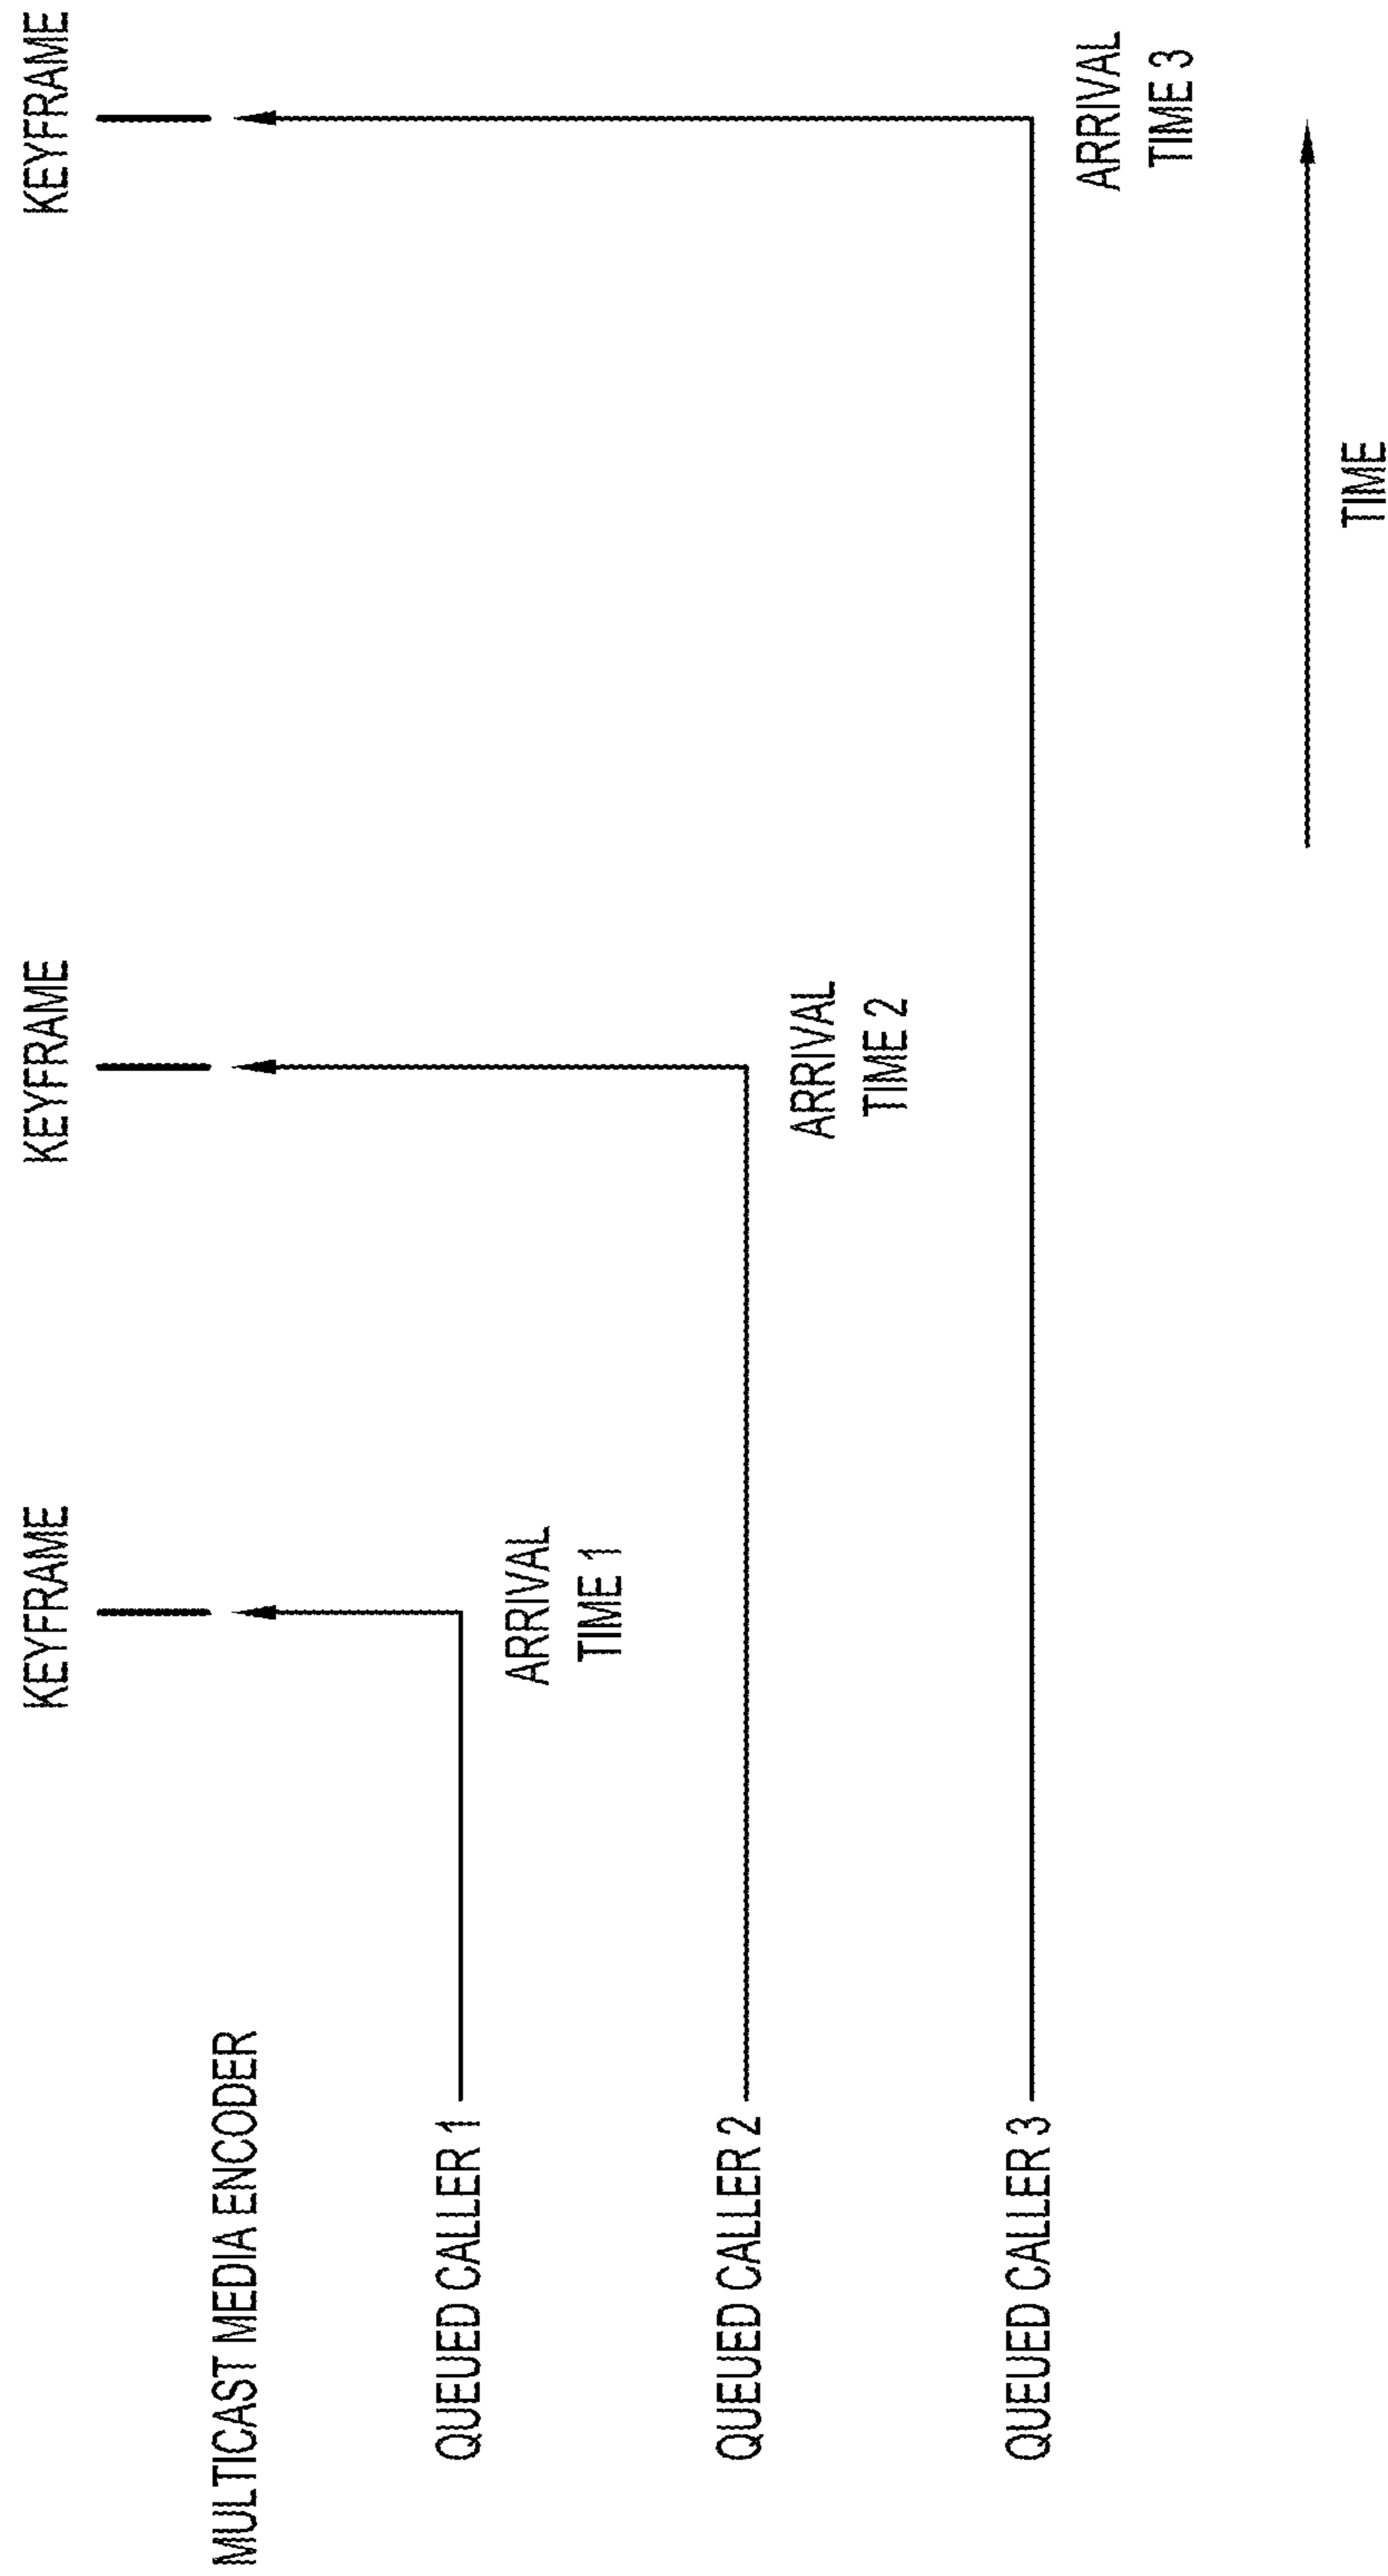 KEYFRAME
KEYFRAME
KEYFRAME
MULTICAST MEDIA ENCODER
QUEUED CALLER 1
ARRIVAL
TIME 1
QUEUED CALLER 2
ARRIVAL
TIME 2
QUEUED CALLER 3
ARRIVAL
TIME 3
TIME